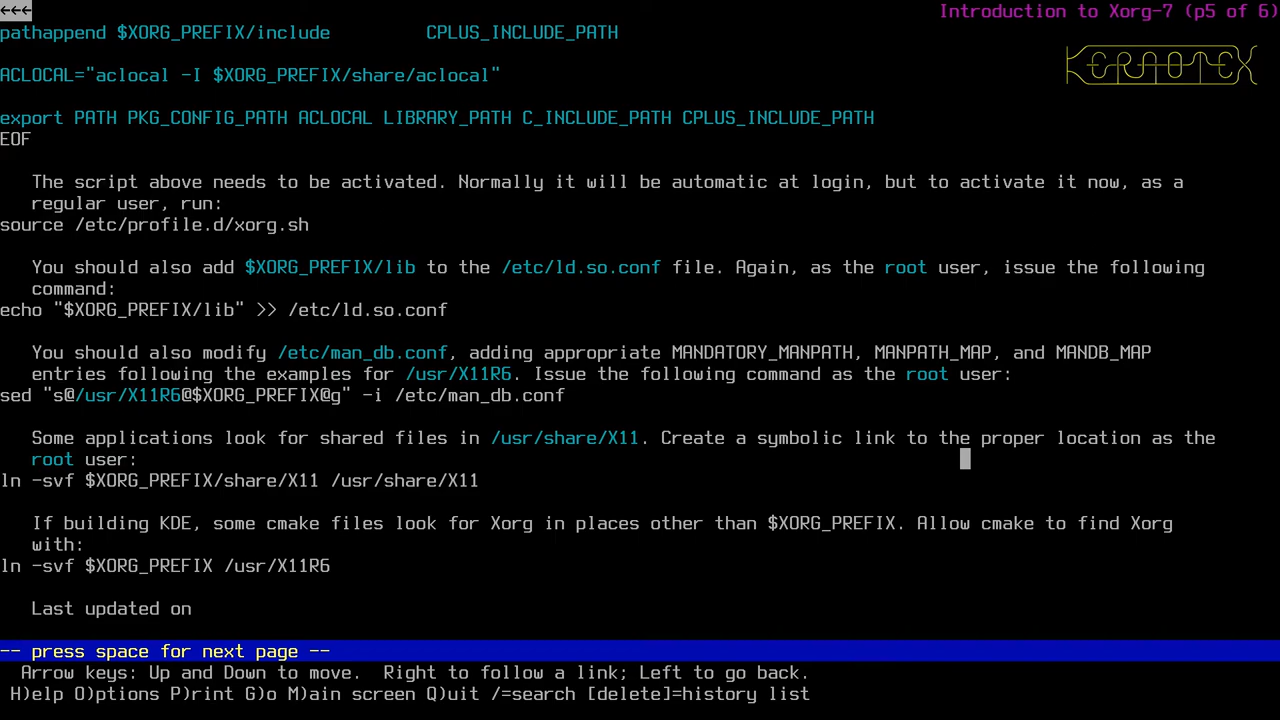 ←←←
Introduction to Xorg-7 (p5 of 6)
pathappend $XORG_PREFIX/include CPLUS_INCLUDE_PATH
KERAOTEX
ACLOCAL="aclocal -I $XORG_PREFIX/share/aclocal"
export PATH PKG_CONFIG_PATH ACLOCAL LIBRARY_PATH C_INCLUDE_PATH CPLUS_INCLUDE_PATH
EOF
The script above needs to be activated. Normally it will be automatic at login, but to activate it now, as a
regular user, run:
source /etc/profile.d/xorg.sh
You should also add $XORG_PREFIX/lib to the /etc/ld.so.conf file. Again, as the root user, issue the following
command:
echo "$XORG_PREFIX/lib" >> /etc/ld.so.conf
You should also modify /etc/man_db.conf, adding appropriate MANDATORY_MANPATH, MANPATH_MAP, and MANDB_MAP
entries following the examples for /usr/X11R6. Issue the following command as the root user:
sed "s@/usr/X11R6@$XORG_PREFIX@g" -i /etc/man_db.conf
Some applications look for shared files in /usr/share/X11. Create a symbolic link to the proper location as the
root user:
ln -svf $XORG_PREFIX/share/X11 /usr/share/X11
If building KDE, some cmake files look for Xorg in places other than $XORG_PREFIX. Allow cmake to find Xorg
with:
ln -svf $XORG_PREFIX /usr/X11R6
Last updated on
-- press space for next page --
Arrow keys: Up and Down to move. Right to follow a link; Left to go back.
H)elp O)ptions P)rint G)o M)ain screen Q)uit /=search [delete]=history list